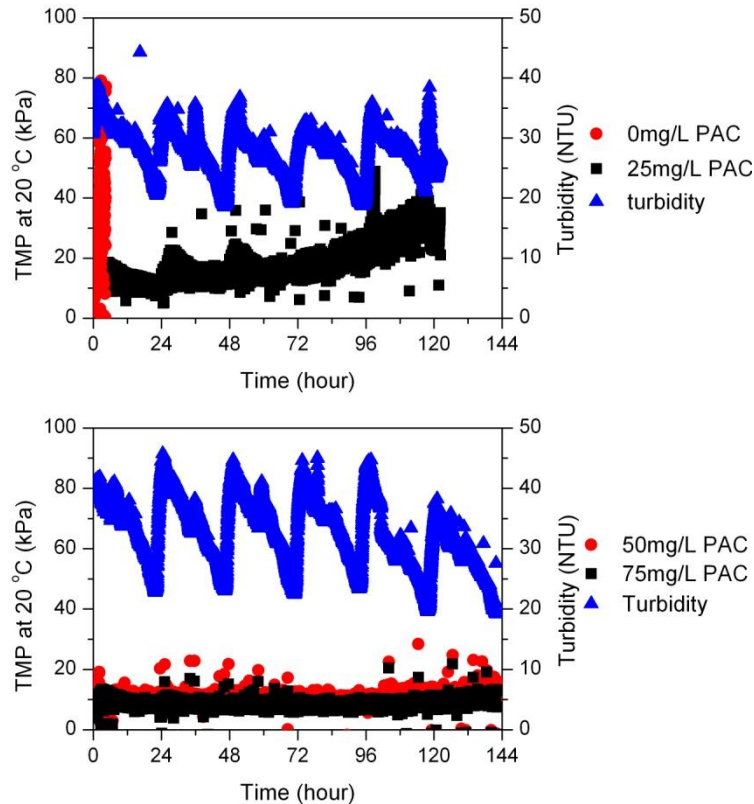 100
80
60
40
20
0
TMP at 20 °C (kPa)
50
40
30
20
10
0
Turbidity (NTU)
0 24 48 72 96 120 144
Time (hour)
0mg/L PAC
25mg/L PAC
turbidity
100
80
60
40
20
0
TMP at 20 °C (kPa)
50
40
30
20
10
0
Turbidity (NTU)
0 24 48 72 96 120 144
Time (hour)
50mg/L PAC
75mg/L PAC
Turbidity